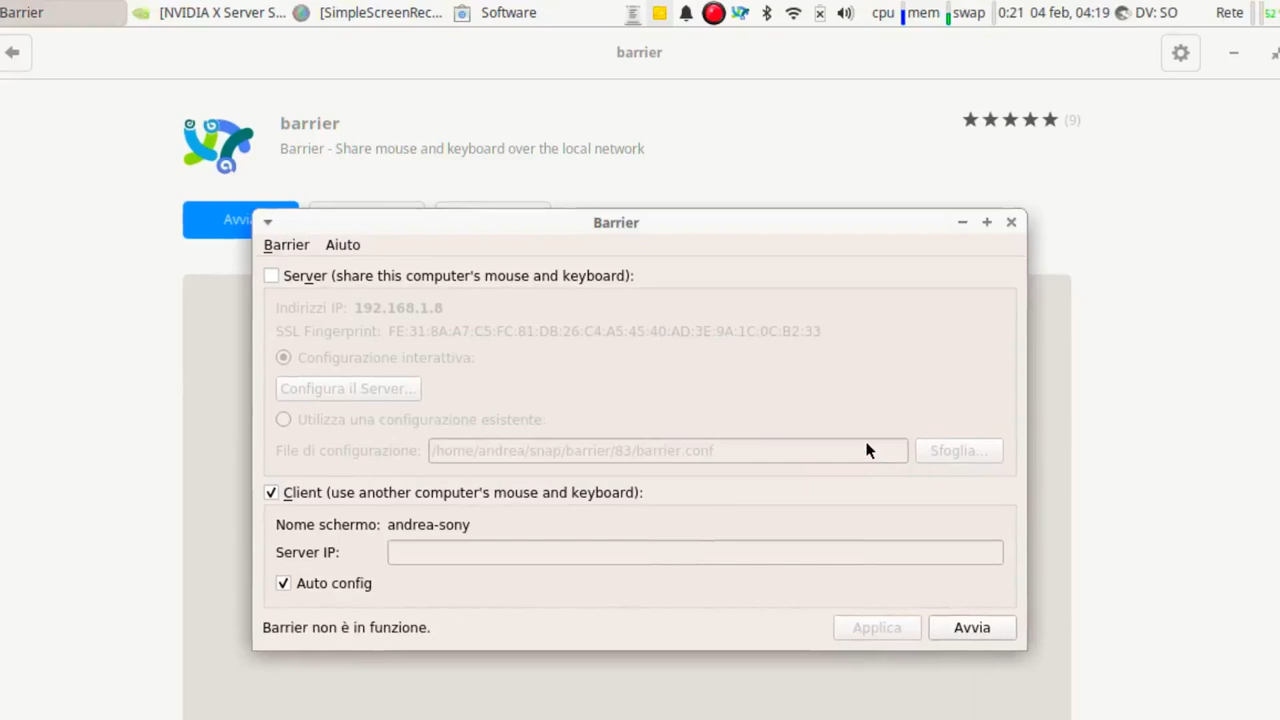 Barrier [NVIDIA X Server S... [SimpleScreenRec... Software cpu mem swap 0:21 04 feb, 04:19 DV: SO Rete 52
barrier
barrier (9)
Barrier - Share mouse and keyboard over the local network
Avvia
Barrier
Barrier Aiuto
Server (share this computer's mouse and keyboard):
Indirizzi IP: 192.168.1.8
SSL Fingerprint: FE:31:8A:A7:C5:FC:81:DB:26:C4:A5:45:40:AD:3E:9A:1C:0C:B2:33
Configurazione interattiva:
Configura il Server...
Utilizza una configurazione esistente:
File di configurazione: /home/andrea/snap/barrier/83/barrier.conf Sfoglia...
Client (use another computer's mouse and keyboard):
Nome schermo: andrea-sony
Server IP:
Auto config
Barrier non è in funzione. Applica Avvia